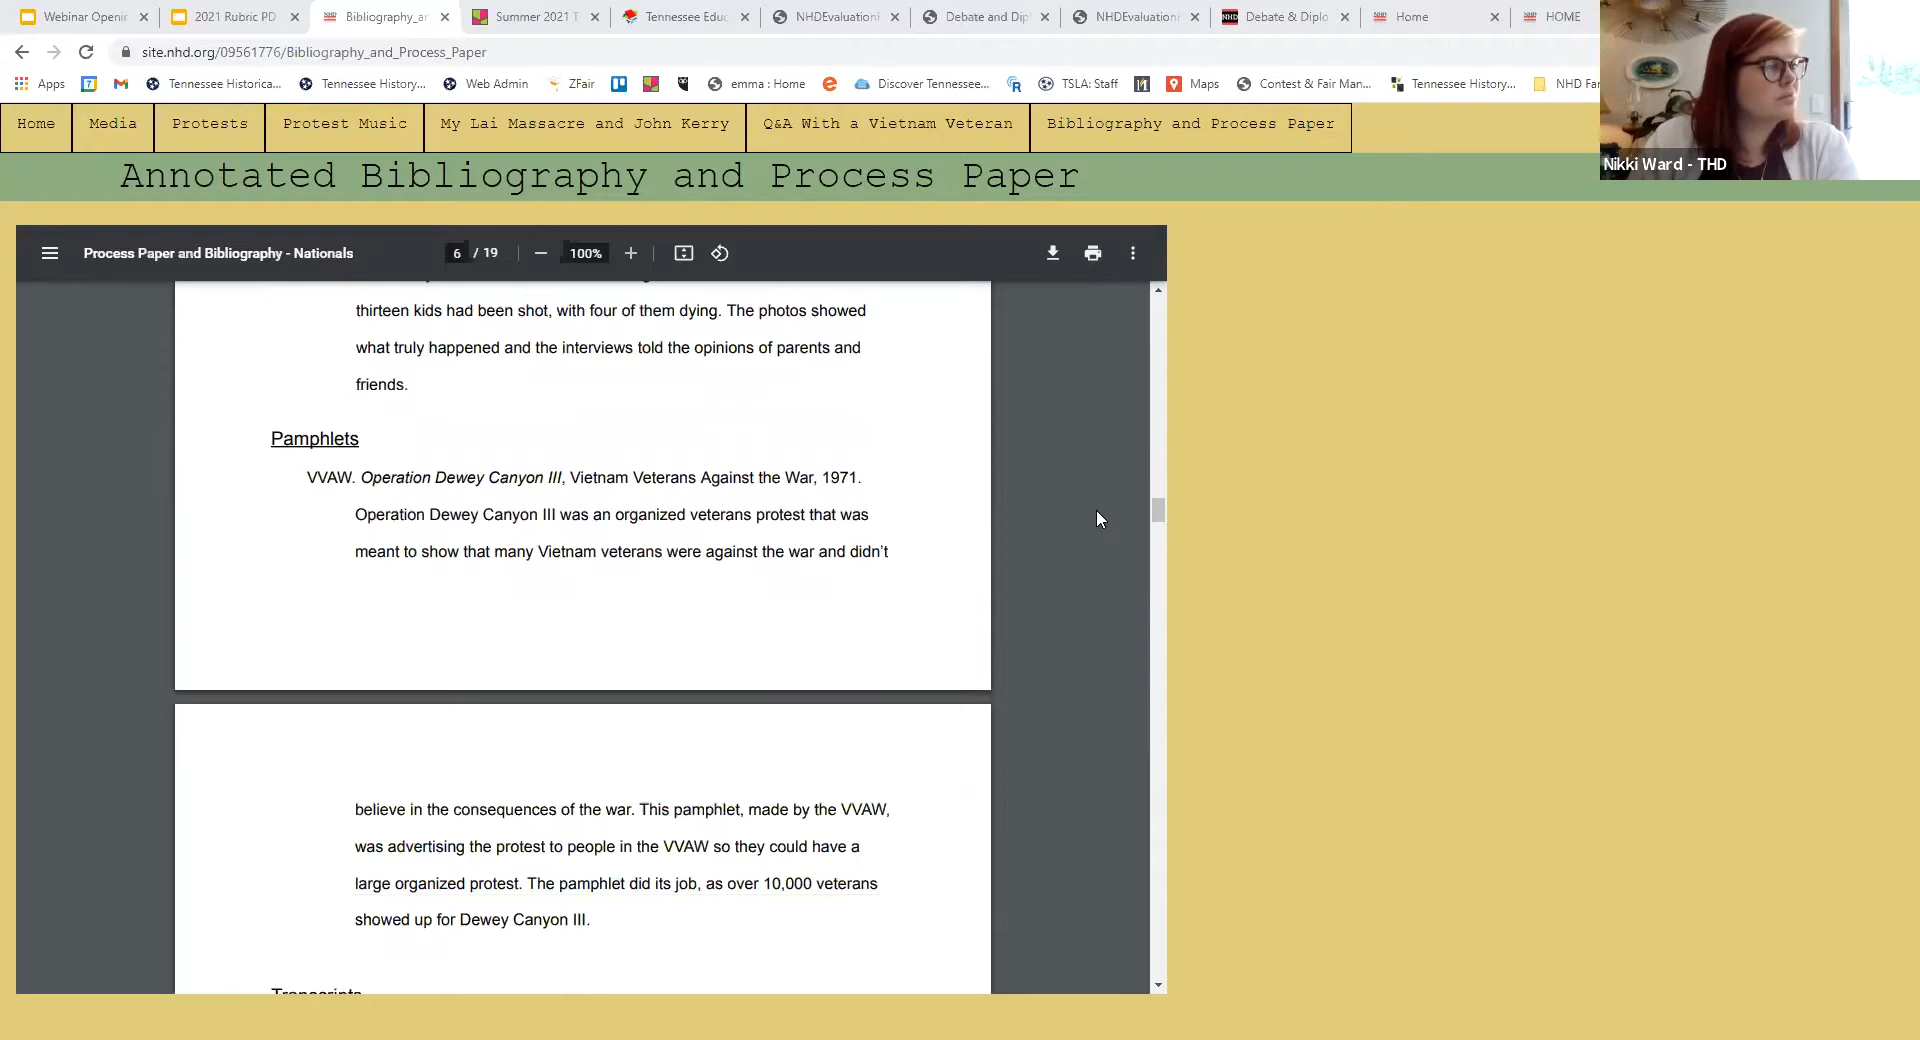 Webinar Openin
2021 Rubric PD
Bibliography_an
Summer 2021 T
Tennessee Educ
NHDEvaluation
Debate and Dip
NHDEvaluation
Debate & Diplo
Home
HOME
site.nhd.org/09561776/Bibliography_and_Process_Paper
Apps
Tennessee Historica...
Tennessee History...
Web Admin
ZFair
emma : Home
Discover Tennessee...
TSLA: Staff
Maps
Contest & Fair Man...
Tennessee History...
NHD Fa
Home
Media
Protests
Protest Music
My Lai Massacre and John Kerry
Q&A With a Vietnam Veteran
Bibliography and Process Paper
Nikki Ward - THD
Annotated Bibliography and Process Paper
Process Paper and Bibliography - Nationals
6 / 19
100%
thirteen kids had been shot, with four of them dying. The photos showed
what truly happened and the interviews told the opinions of parents and
friends.
Pamphlets
VVAW. Operation Dewey Canyon III, Vietnam Veterans Against the War, 1971.
Operation Dewey Canyon III was an organized veterans protest that was
meant to show that many Vietnam veterans were against the war and didn't
believe in the consequences of the war. This pamphlet, made by the VVAW,
was advertising the protest to people in the VVAW so they could have a
large organized protest. The pamphlet did its job, as over 10,000 veterans
showed up for Dewey Canyon III.
Transcripts